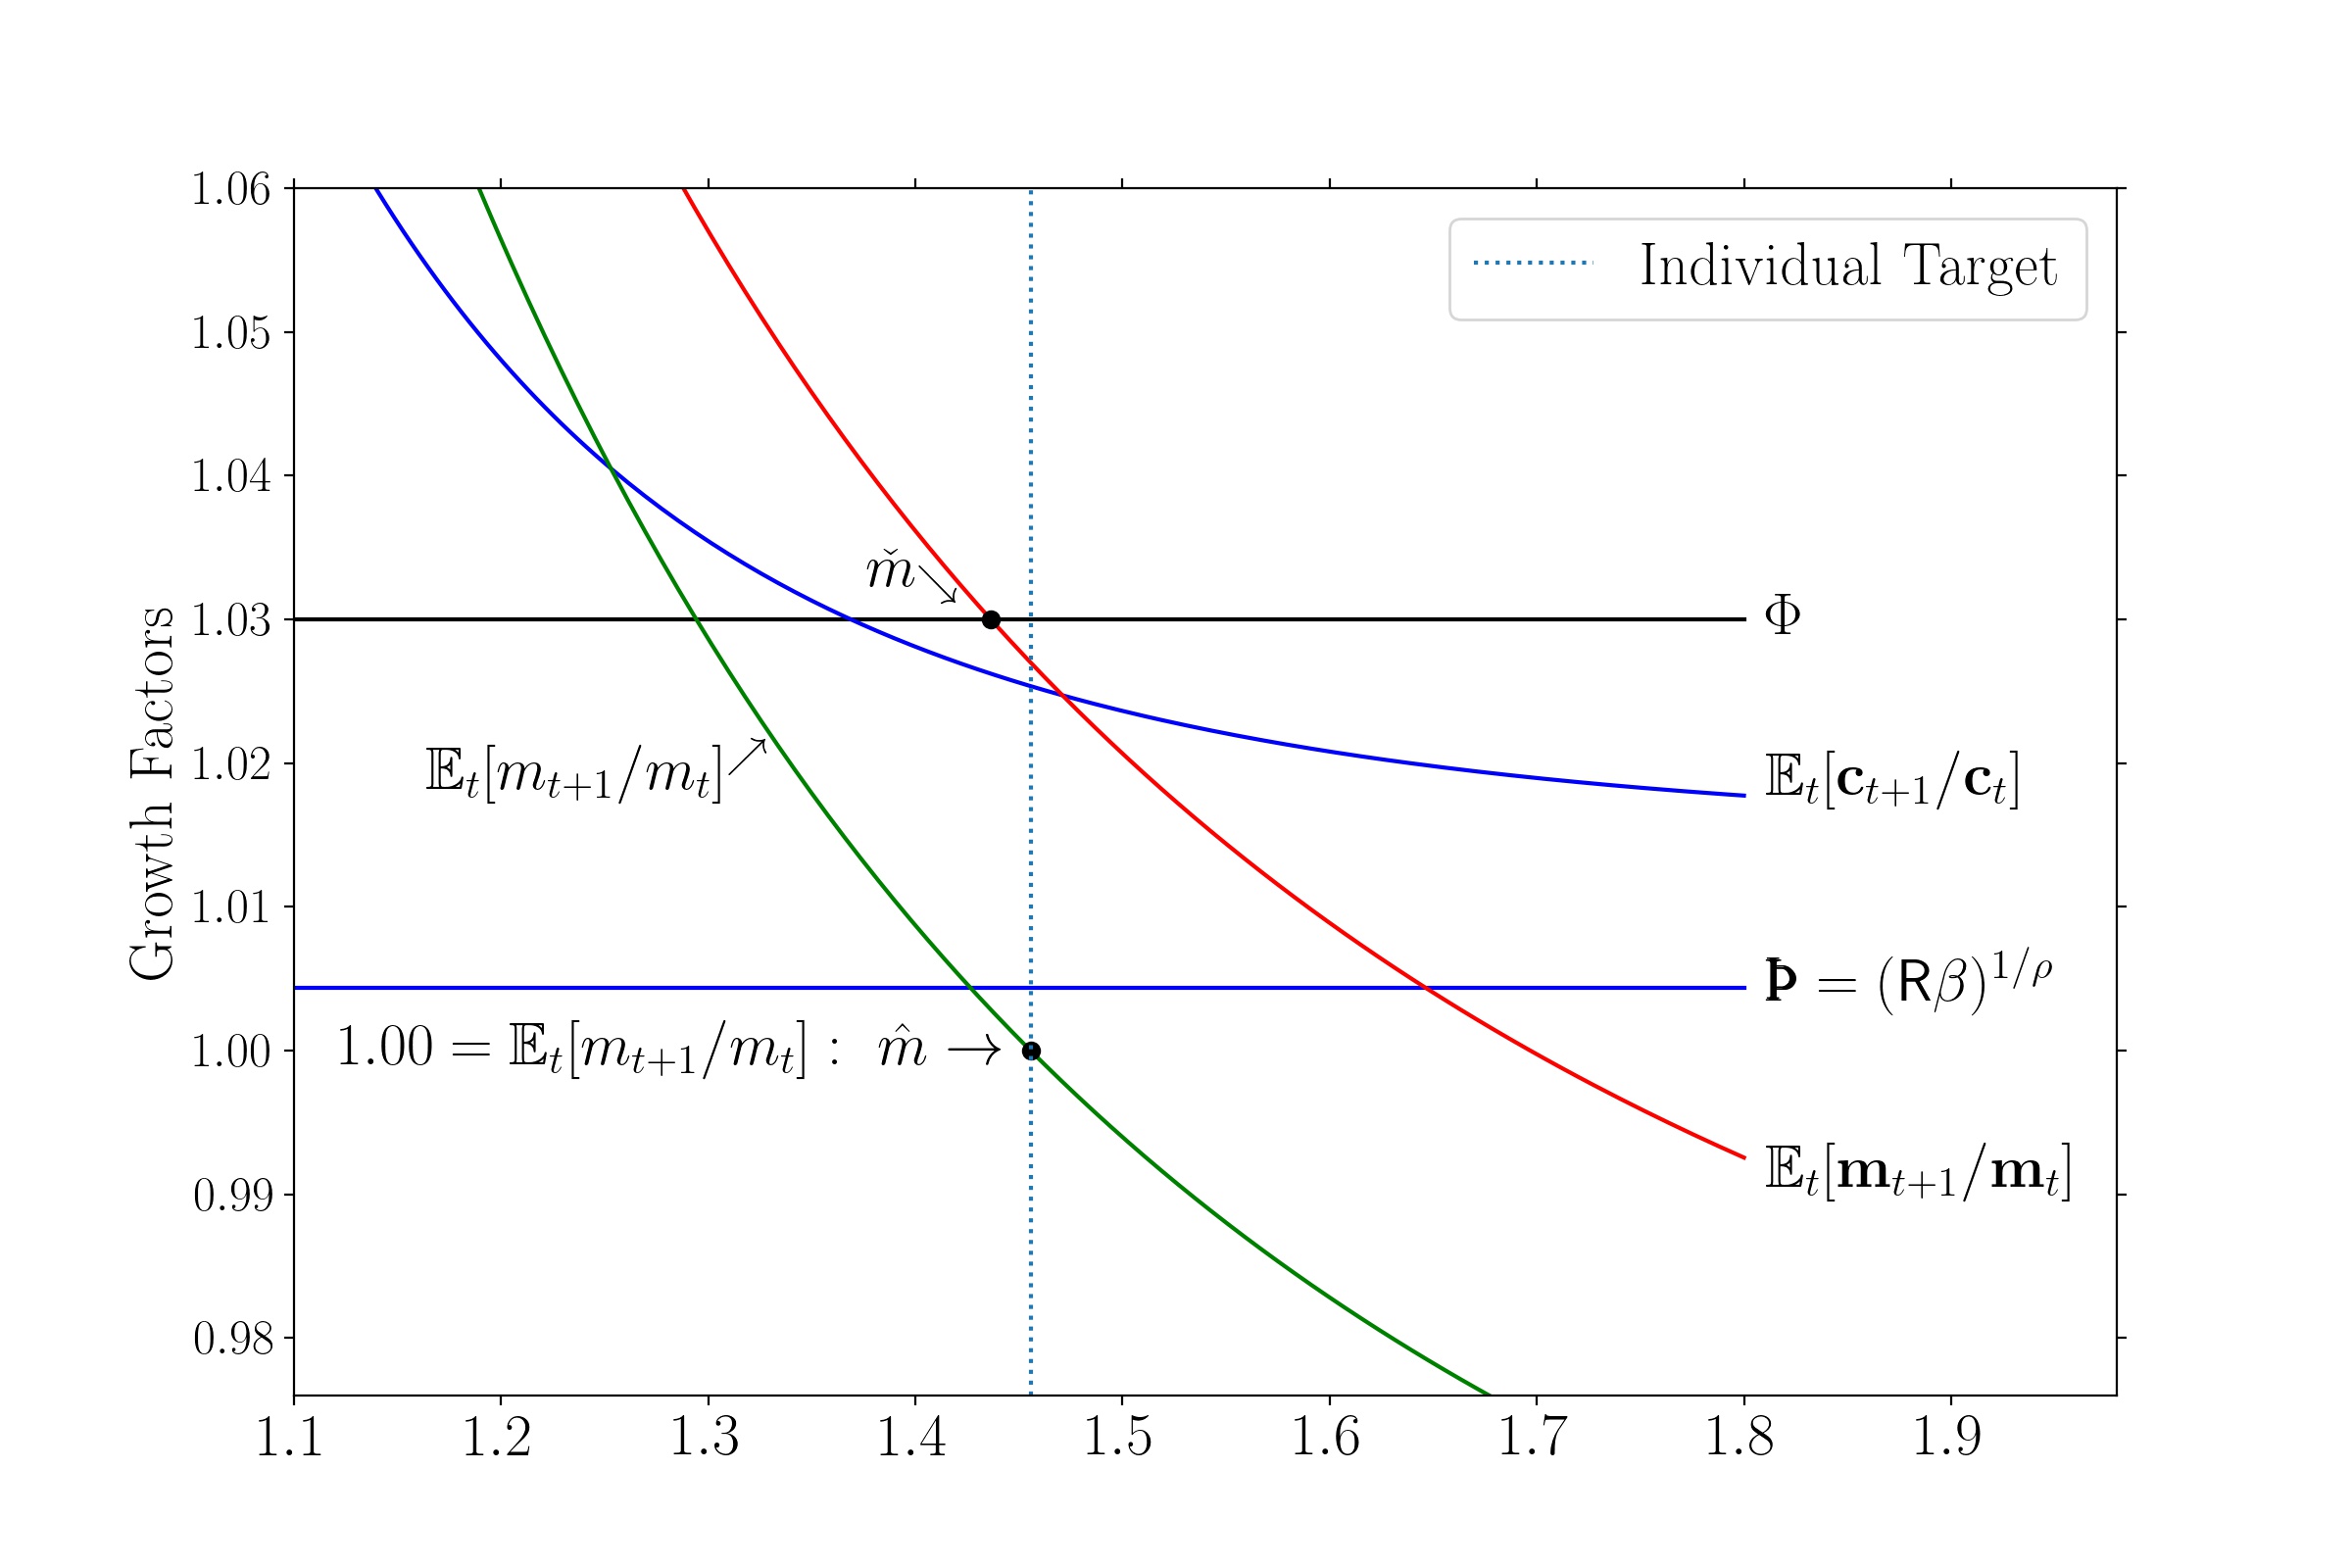 Individual Target
Growth Factors
1.06
1.05
1.04
1.03
1.02
1.01
1.00
0.99
0.98
m̌↘
Φ
𝔼ₜ[mₜ₊₁/mₜ]↗
𝔼ₜ[𝐜ₜ₊₁/𝐜ₜ]
Þ = (Rβ)^{1/ρ}
1.00 = 𝔼ₜ[mₜ₊₁/mₜ] : m̂ →
𝔼ₜ[𝐦ₜ₊₁/𝐦ₜ]
1.1 1.2 1.3 1.4 1.5 1.6 1.7 1.8 1.9